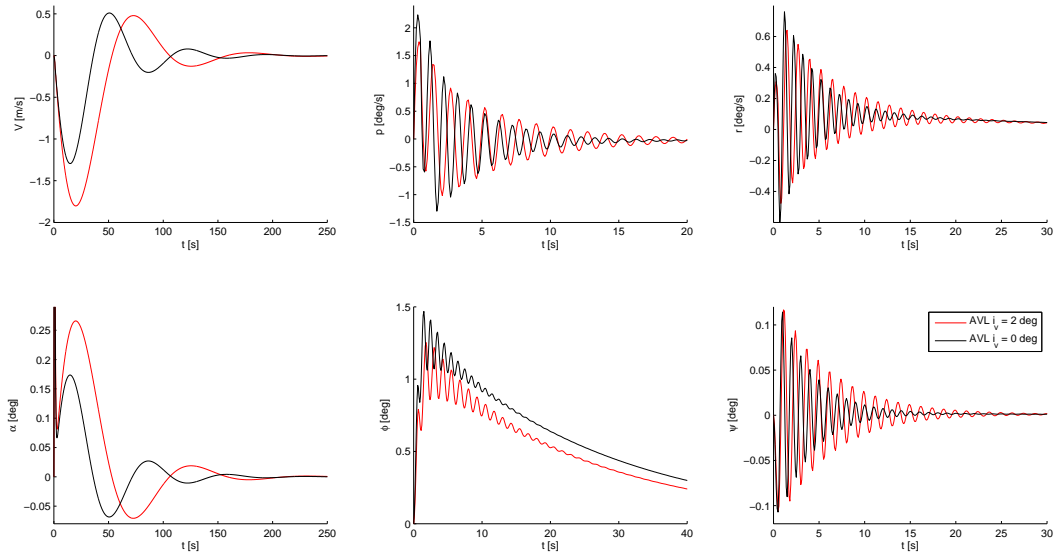 0.5
0
−0.5
−1
−1.5
−2
V [m/s]
0 50 100 150 200 250
t [s]
2
1.5
1
0.5
0
−0.5
−1
−1.5
p [deg/s]
0 5 10 15 20
t [s]
0.6
0.4
0.2
0
−0.2
−0.4
r [deg/s]
0 5 10 15 20 25 30
t [s]
0.25
0.2
0.15
0.1
0.05
0
−0.05
α [deg]
0 50 100 150 200 250
t [s]
1.5
1
0.5
0
ϕ [deg]
0 5 10 15 20 25 30 35 40
t [s]
0.1
0.05
0
−0.05
−0.1
ψ [deg]
0 5 10 15 20 25 30
t [s]
AVL i_v = 2 deg
AVL i_v = 0 deg